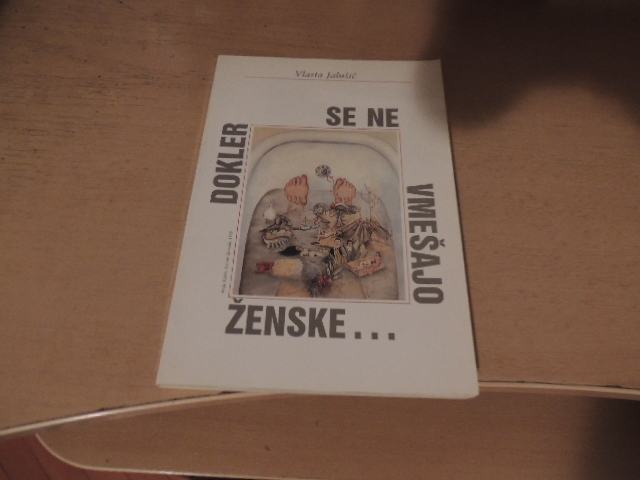 Vlasta Jalušič
DOKLER
SE NE
VMEŠAJO
ŽENSKE...